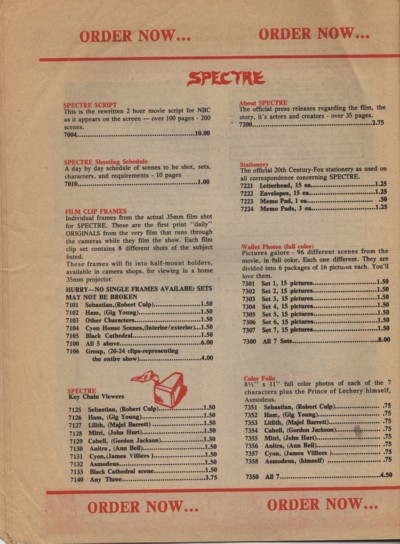 ORDER NOW...
ORDER NOW...
SPECTRE
SPECTRE SCRIPT
This is the rewritten 2 hour movie script for NBC
as it appears on the screen — over 100 pages - 200
scenes.
7004..........10.00
SPECTRE Shooting Schedule
A day by day schedule of scenes to be shot, sets,
characters, and requirements - 10 pages
7010..........1.00
FILM CLIP FRAMES
Individual frames from the actual 35mm film shot
for SPECTRE. These are the first print "daily"
ORIGINALS from the very film that runs through
the cameras while they film the show. Each film
clip set contains 8 different shots of the subject
listed.
These frames will fit into half-mount holders,
available in camera shops, for viewing in a home
35mm projector.
HURRY—NO SINGLE FRAMES AVAILABE: SETS
MAY NOT BE BROKEN
7101 Sebastian,(Robert Culp)..........1.50
7102 Ham, (Gig Young)..........1.50
7103 Other Characters..........1.50
7104 Cyon House Scenes,(Interior/exterior)...1.50
7105 Black Cathedral..........1.50
7100 All 5 above..........6.00
7106 Group, (20-24 clips-representing
the entire show)..........4.00
SPECTRE
Key Chain Viewers
7125 Sebastian, (Robert Culp)..........1.50
7126 Ham, (Gig Young)..........1.50
7127 Lilith, (Majel Barrett)..........1.50
7128 Mitri, (John Hurt)..........1.50
7129 Cabell, (Gordon Jackson)..........1.50
7130 Anitra, (Ann Bell)..........1.50
7131 Cyon,(James Villiers )..........1.50
7132 Asmodeus..........1.50
7133 Black Cathedral scene..........1.50
7140 Any Three..........3.75
About SPECTRE
The official press releases regarding the film, the
story, it's actors and creators - over 35 pages.
7200..........2.75
Stationery
The official 20th Century-Fox stationery as used on
all correspondence concerning SPECTRE.
7221 Letterhead, 15 ea..........1.25
7222 Envelopes, 15 ea..........1.25
7223 Memo Pad, 1 ea.......... .50
7224 Memo Pads, 3 ea..........1.25
Wallet Photos (full color)
Pictures galore - 96 different scenes from the
movie, in full color. Each one different. They are
divided into 6 packages of 16 pictuos each. You'll
love them.
7301 Set 1, 15 pictures..........1.50
7302 Set 2, 15 pictures..........1.50
7303 Set 3, 15 pictures..........1.50
7304 Set 4, 15 pictures..........1.50
7305 Set 5, 15 pictures..........1.50
7306 Set 6, 15 pictures..........1.50
7307 Set 7, 15 pictures..........1.50
7300 All 7 Sets..........8.00
Color Folio
8½" x 11" full color photos of each of the 7
characters plus the Prince of Lechery himself,
Asmodeus.
7351 Sebastian, (Robert Culp).......... .75
7352 Ham, (Gig Young).......... .75
7353 Litlith, (Majel Barrett).......... .75
7354 Cabell, (Gordon Jackson).......... .75
7355 Mitri, (John Hurt).......... .75
7356 Anitra, (Ann Bell).......... .75
7357 Cyon, (James Villiers ).......... .75
7358 Asmodeus, (himself) .......... .75
7350 All 7..........4.50
ORDER NOW...
ORDER NOW...